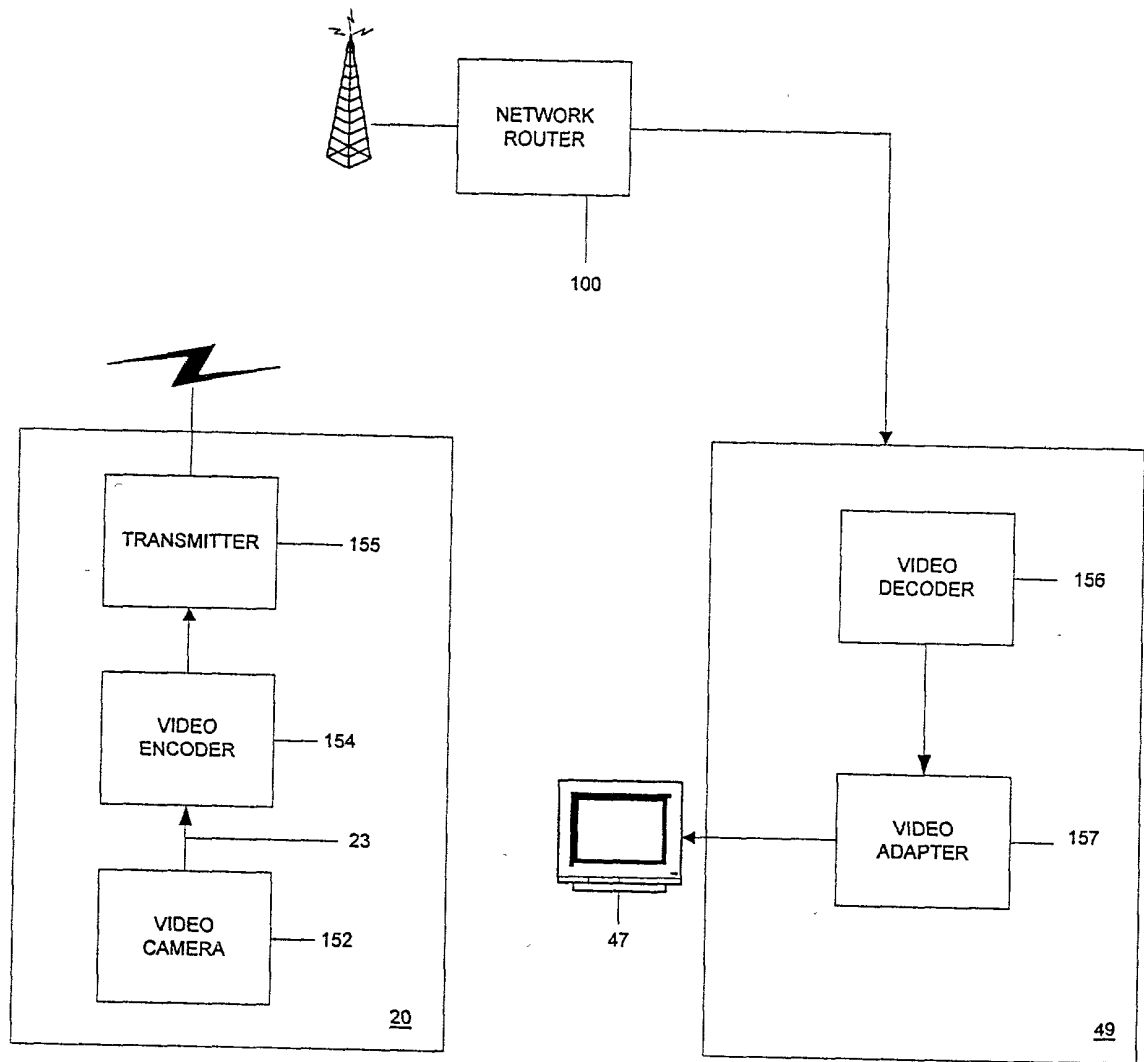 NETWORK
ROUTER
100
TRANSMITTER
155
VIDEO
ENCODER
154
23
VIDEO
CAMERA
152
20
VIDEO
DECODER
156
VIDEO
ADAPTER
157
47
49